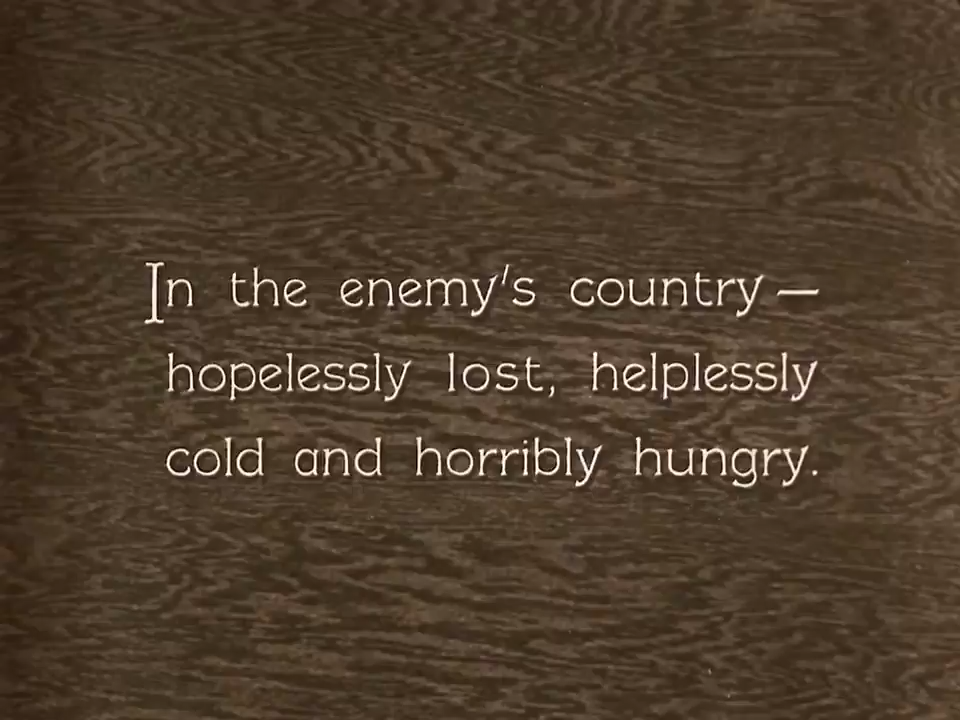 In the enemy's country —
hopelessly lost, helplessly
cold and horribly hungry.